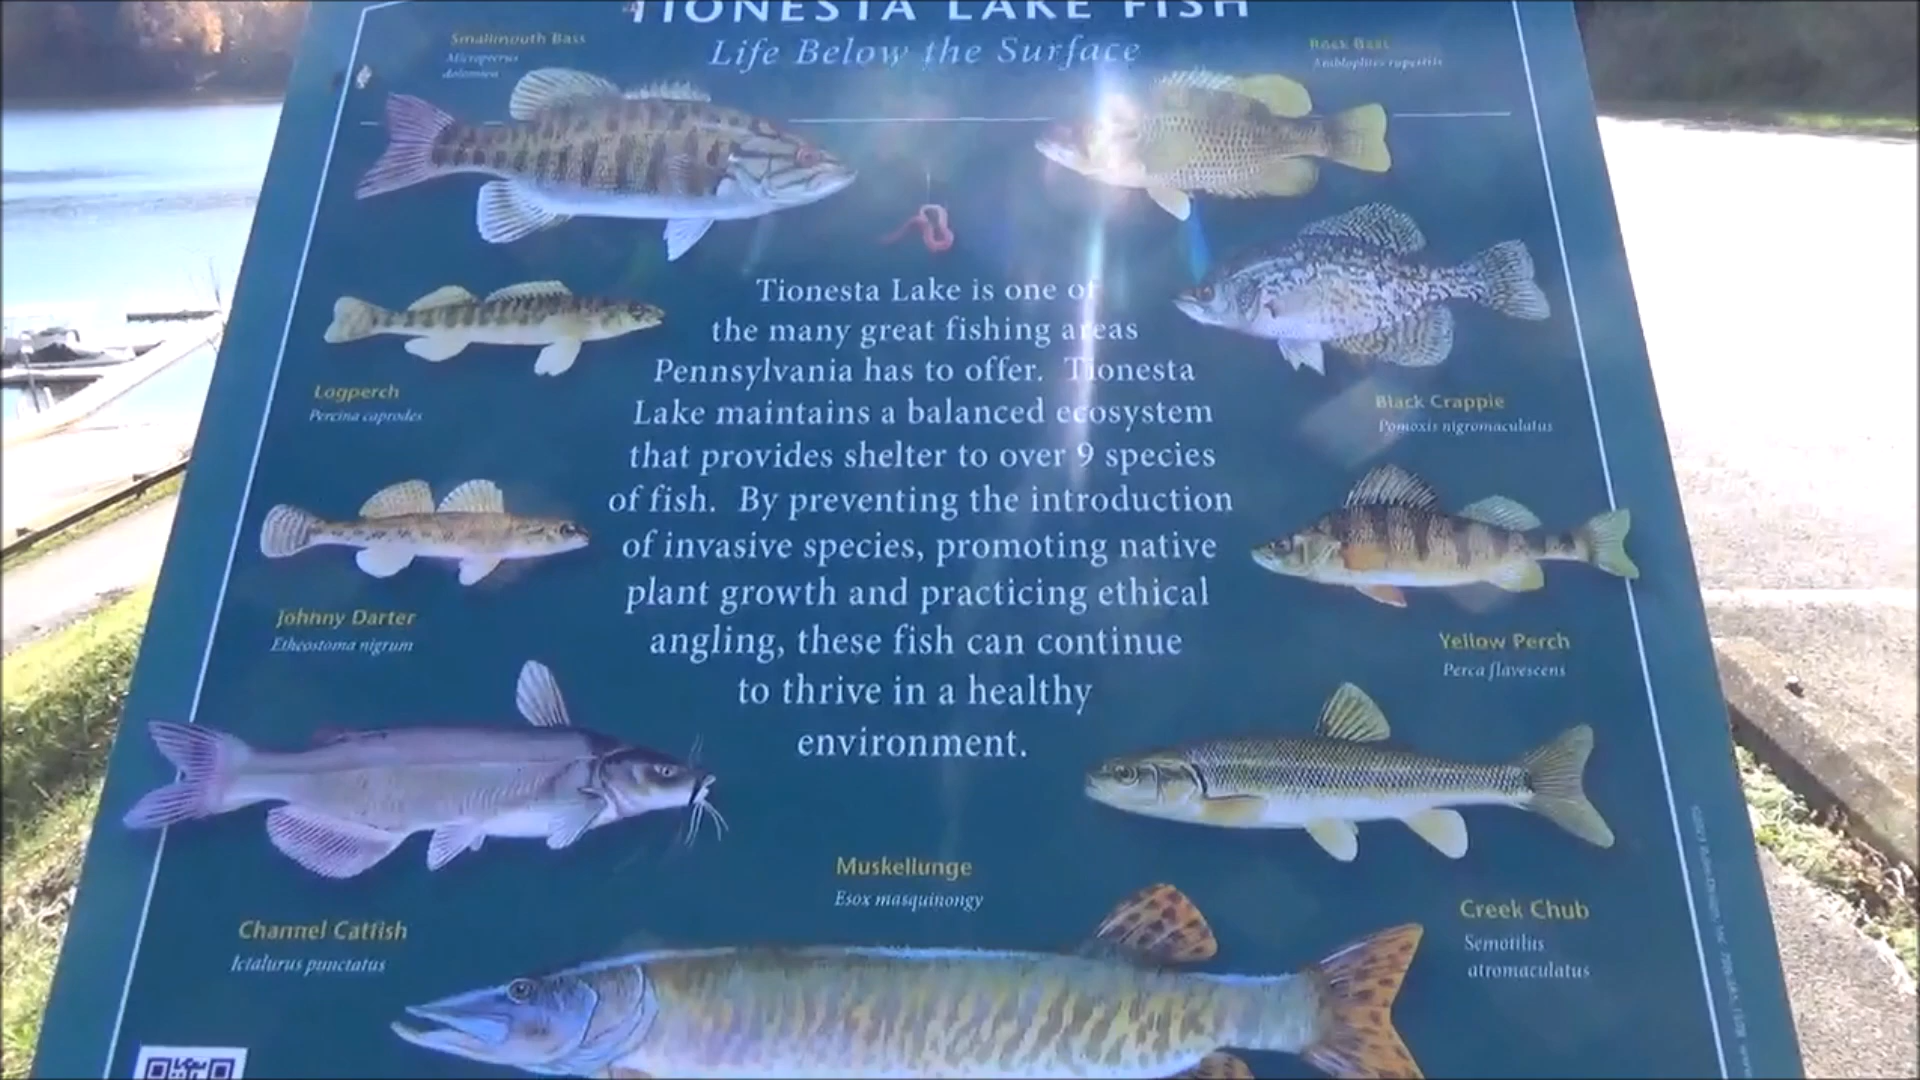 TIONESTA LAKE FISH
Life Below the Surface
Smallmouth Bass
Micropterus
dolomieu
Rock Bass
Ambloplites rupestris
Tionesta Lake is one of
the many great fishing areas
Pennsylvania has to offer. Tionesta
Lake maintains a balanced ecosystem
that provides shelter to over 9 species
of fish. By preventing the introduction
of invasive species, promoting native
plant growth and practicing ethical
angling, these fish can continue
to thrive in a healthy
environment.
Logperch
Percina caprodes
Black Crappie
Pomoxis nigromaculatus
Johnny Darter
Etheostoma nigrum
Yellow Perch
Perca flavescens
Channel Catfish
Ictalurus punctatus
Muskellunge
Esox masquinongy
Creek Chub
Semotilus
atromaculatus